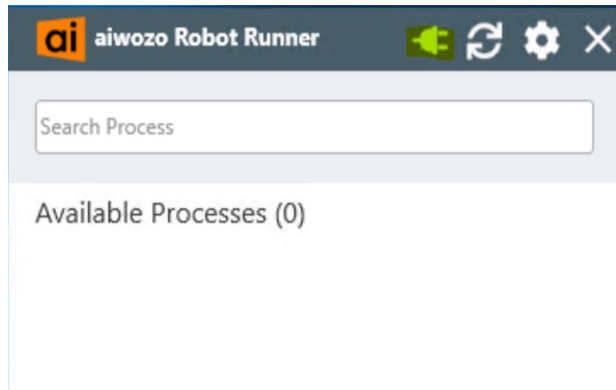 ai aiwozo Robot Runner
Search Process
Available Processes (0)